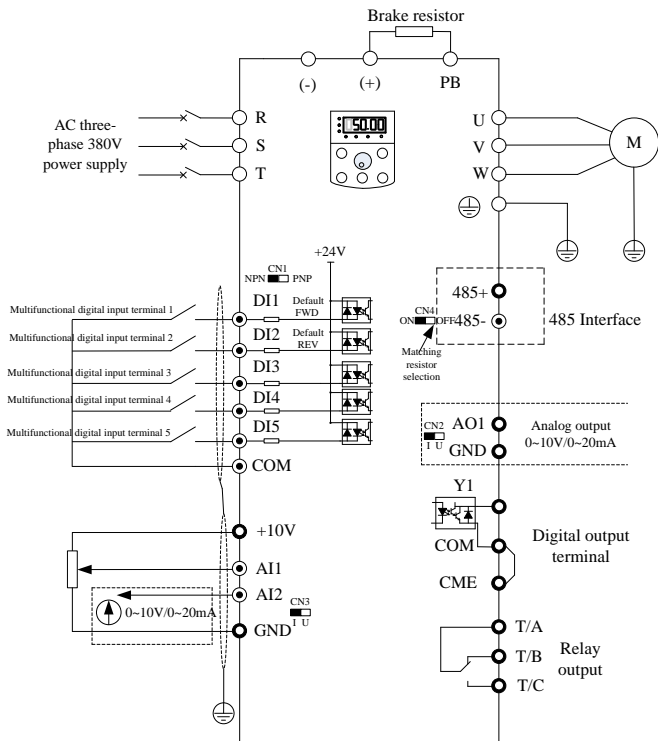 Brake resistor
(-)
(+)
PB
AC three-
phase 380V
power supply
R
S
T
50.00
U
V
W
M
+24V
CN1
NPN PNP
Multifunctional digital input terminal 1
DI1
Default
FWD
Multifunctional digital input terminal 2
DI2
Default
REV
Multifunctional digital input terminal 3
DI3
Multifunctional digital input terminal 4
DI4
Multifunctional digital input terminal 5
DI5
COM
485+
CN4
ON OFF
485-
485 Interface
Matching
resistor
selection
AO1
CN2
I U
GND
Analog output
0~10V/0~20mA
Y1
COM
CME
Digital output
terminal
+10V
AI1
AI2
0~10V/0~20mA
CN3
I U
GND
T/A
T/B
T/C
Relay
output